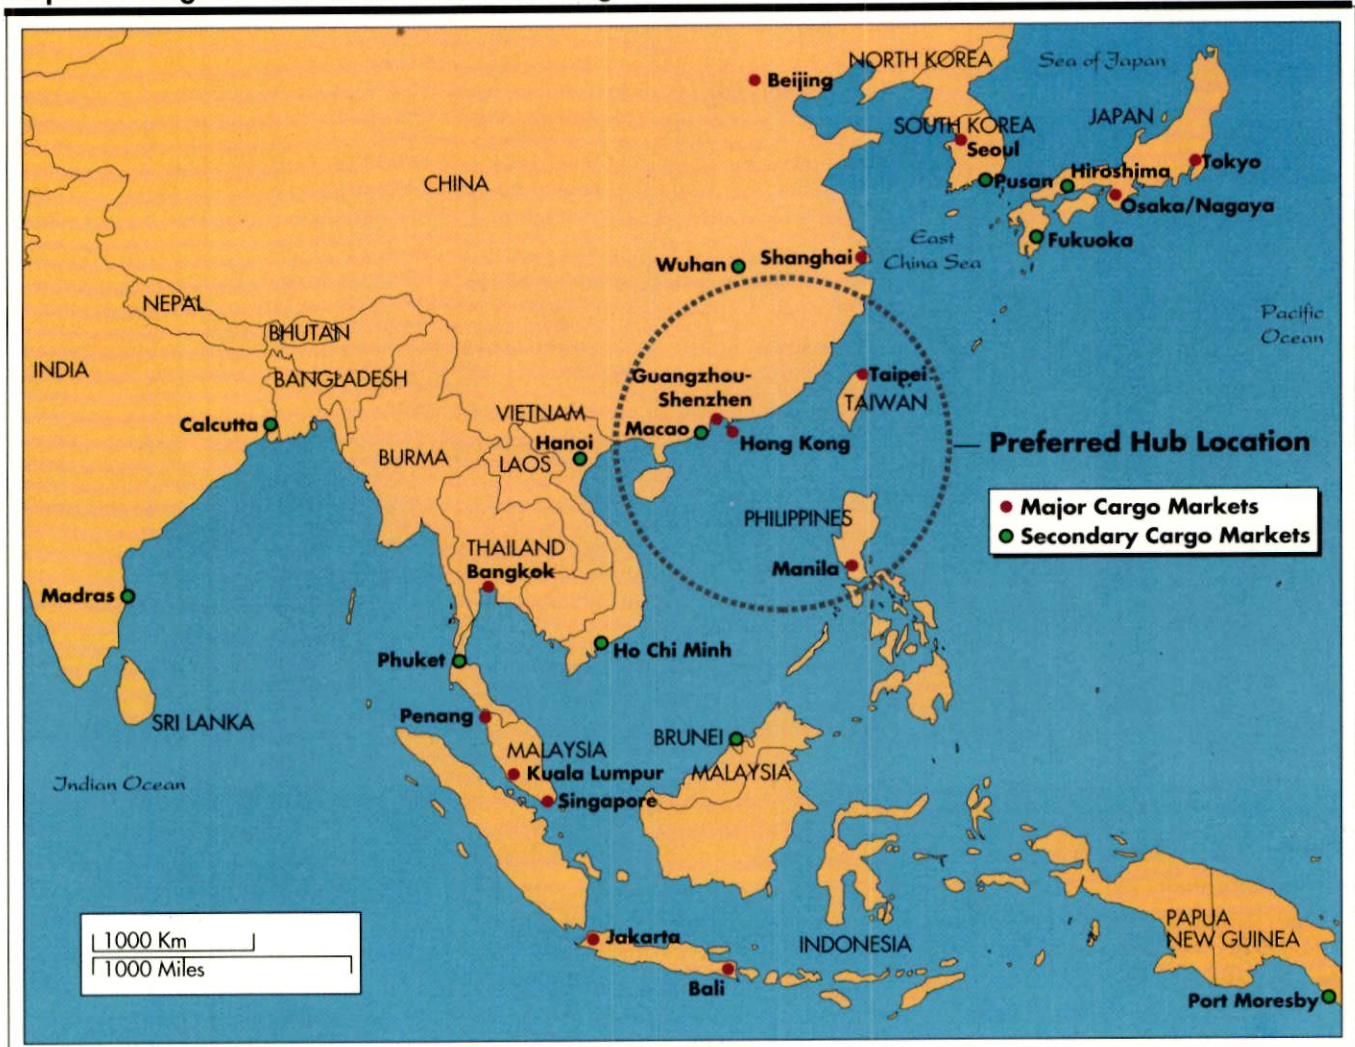 NORTH KOREA
Sea of Japan
Beijing
JAPAN
SOUTH KOREA
Seoul
Tokyo
Hiroshima
Pusan
CHINA
Osaka/Nagaya
East
China Sea
Fukuoka
Shanghai
Wuhan
NEPAL
Pacific
Ocean
BHUTAN
INDIA
Guangzhou-
Shenzhen
Taipei
BANGLADESH
TAIWAN
VIETNAM
Calcutta
Macao
Hong Kong
Hanoi
Preferred Hub Location
BURMA
LAOS
Major Cargo Markets
Secondary Cargo Markets
PHILIPPINES
THAILAND
Bangkok
Manila
Madras
Ho Chi Minh
Phuket
Penang
SRI LANKA
BRUNEI
MALAYSIA
Kuala Lumpur
MALAYSIA
Indian Ocean
Singapore
PAPUA
NEW GUINEA
Jakarta
INDONESIA
1000 Km
1000 Miles
Bali
Port Moresby